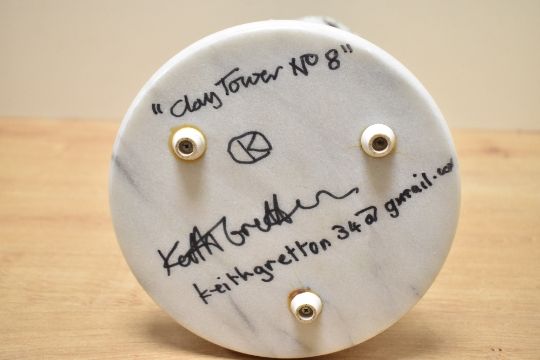 "Clay Tower No 8"
K
Keith Gretton
keithgretton34@gmail.com